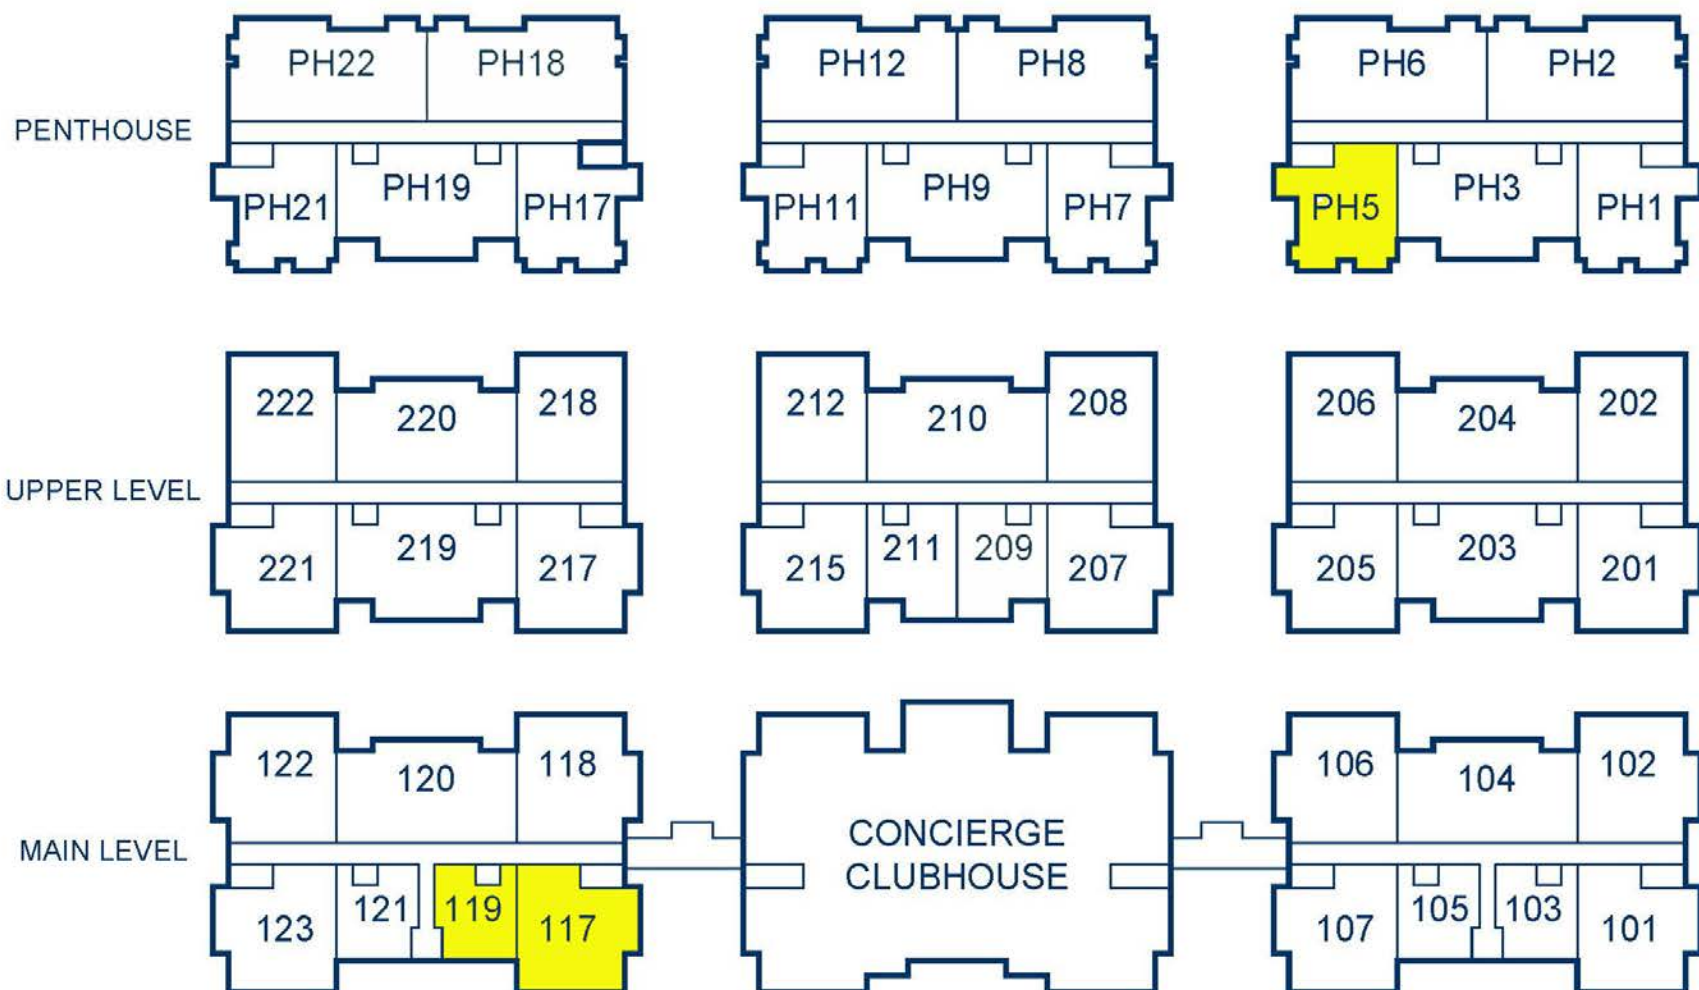 PH22 PH18 PH12 PH8 PH6 PH2
PENTHOUSE
PH21 PH19 PH17 PH11 PH9 PH7 PH5 PH3 PH1
222 220 218 212 210 208 206 204 202
UPPER LEVEL
221 219 217 215 211 209 207 205 203 201
122 120 118 106 104 102
MAIN LEVEL
CONCIERGE
CLUBHOUSE
123 121 119 117 107 105 103 101